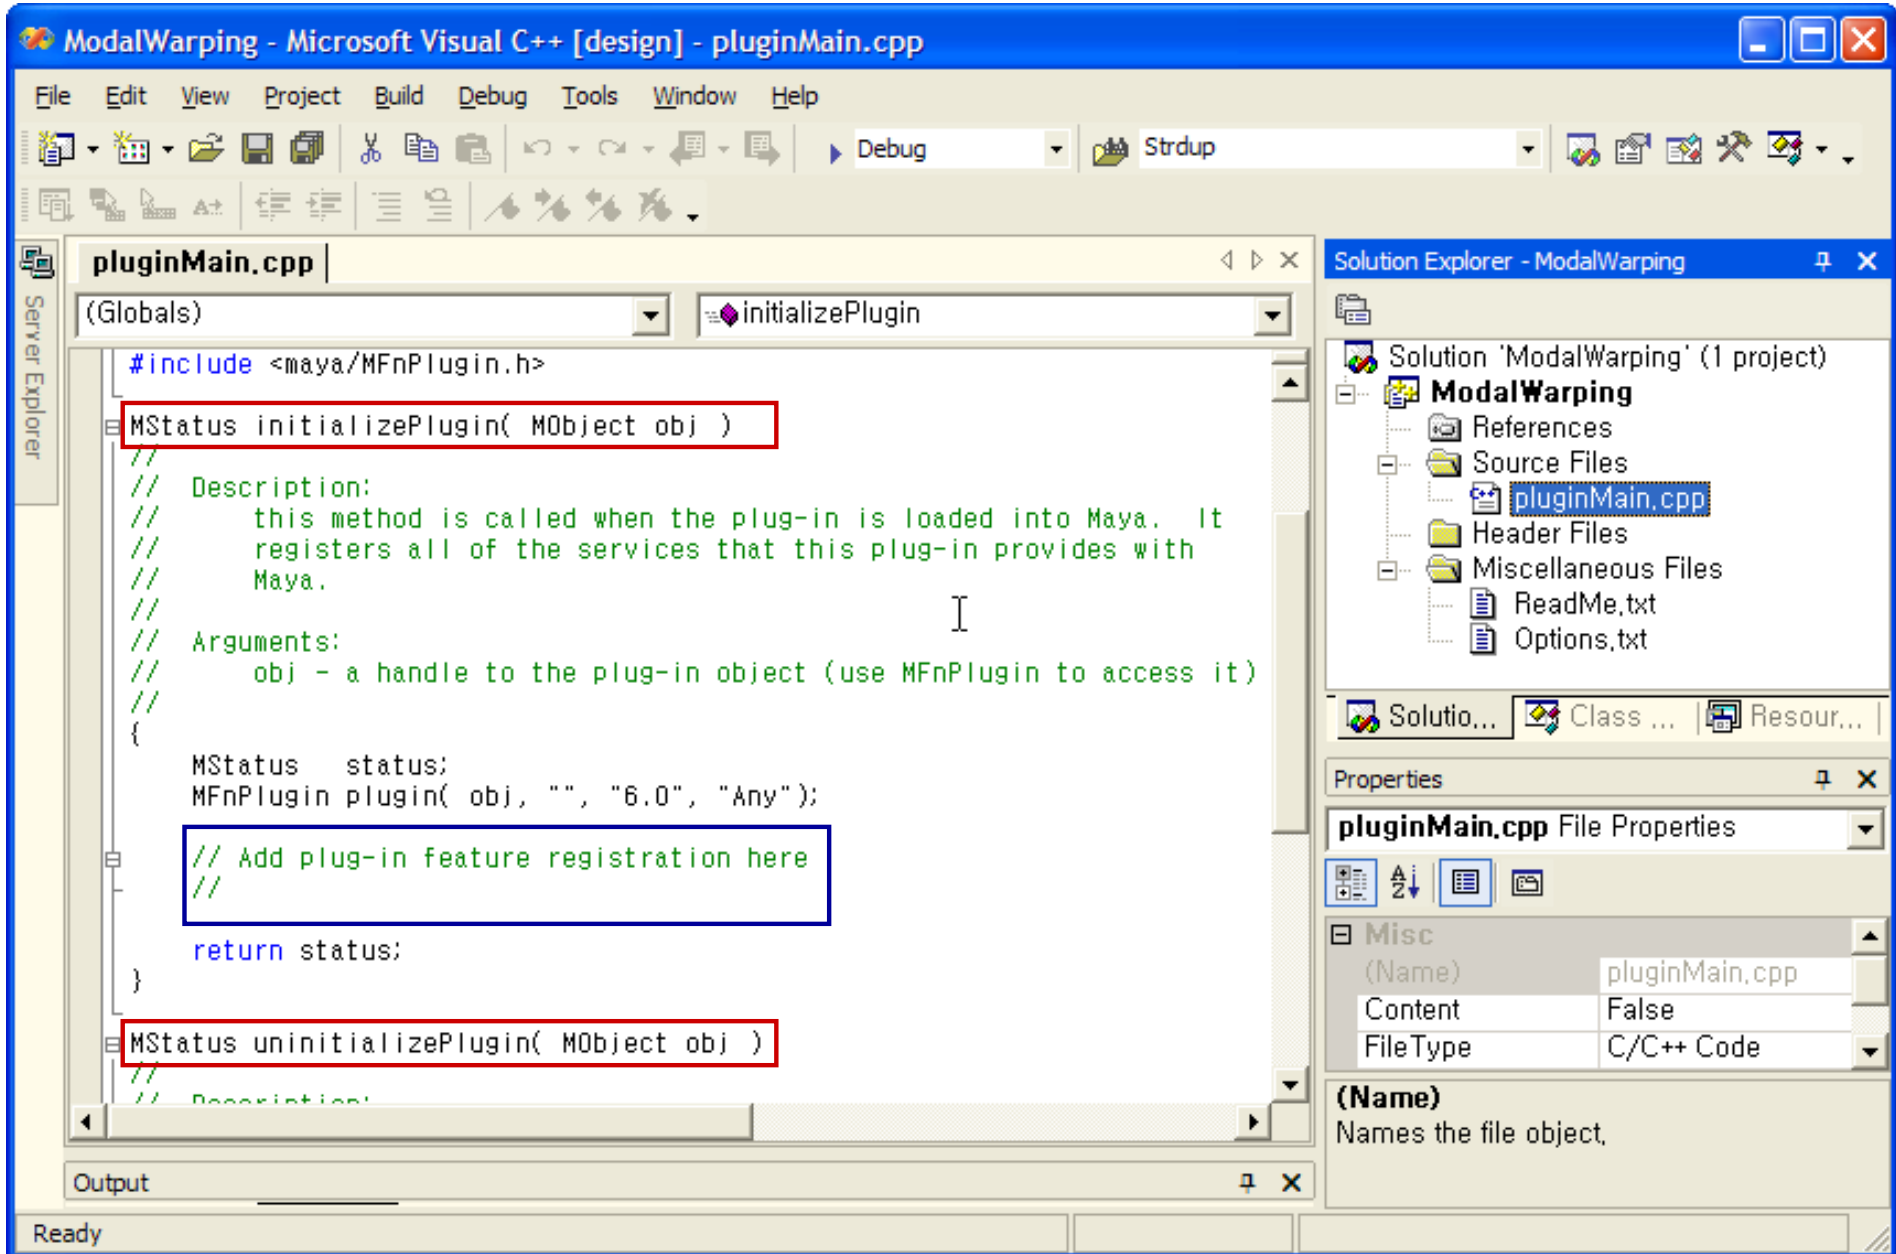 ModalWarping - Microsoft Visual C++ [design] - pluginMain.cpp
File Edit View Project Build Debug Tools Window Help
Debug Strdup
Server Explorer
pluginMain.cpp
(Globals) initializePlugin
#include <maya/MFnPlugin.h>
MStatus initializePlugin( MObject obj )
//
// Description:
// this method is called when the plug-in is loaded into Maya. It
// registers all of the services that this plug-in provides with
// Maya.
//
// Arguments:
// obj - a handle to the plug-in object (use MFnPlugin to access it)
//
{
MStatus status;
MFnPlugin plugin( obj, "", "6.0", "Any");
// Add plug-in feature registration here
//
return status;
}
MStatus uninitializePlugin( MObject obj )
//
// Description:
Output
Ready
Solution Explorer - ModalWarping
Solution 'ModalWarping' (1 project)
ModalWarping
References
Source Files
pluginMain.cpp
Header Files
Miscellaneous Files
ReadMe.txt
Options.txt
Solutio... Class ... Resour...
Properties
pluginMain.cpp File Properties
Misc
(Name) pluginMain.cpp
Content False
FileType C/C++ Code
(Name)
Names the file object.